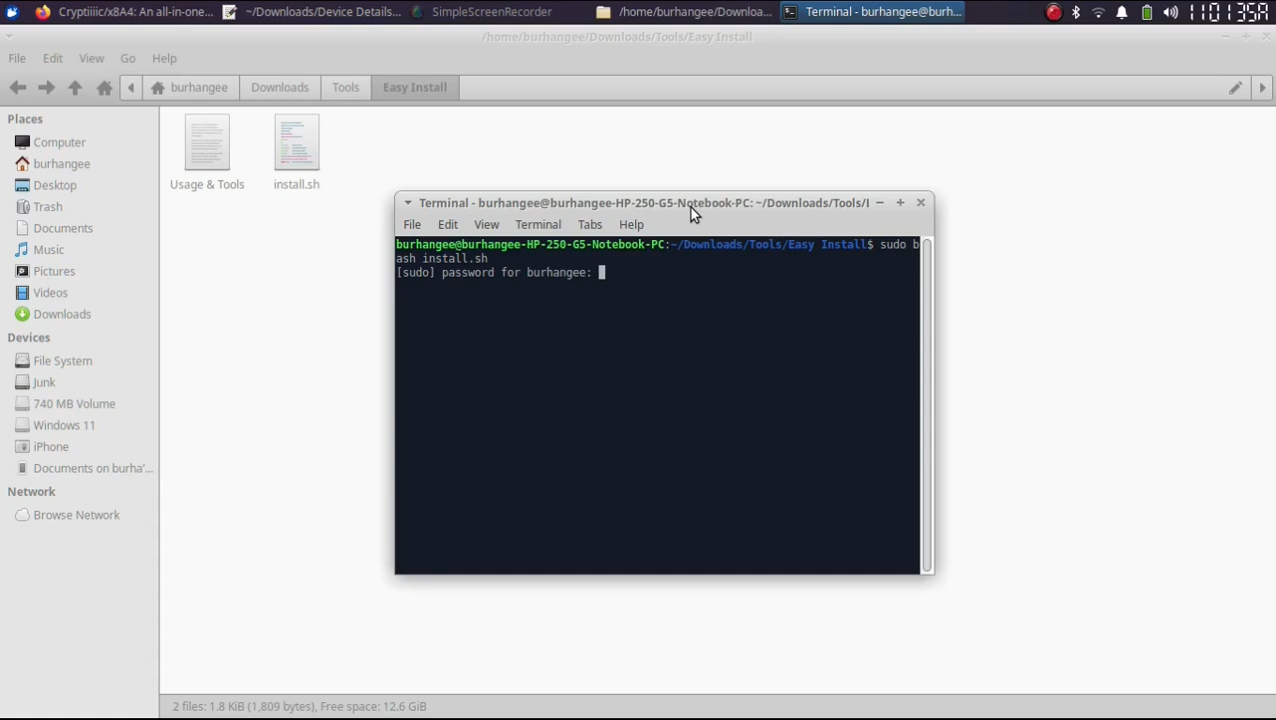 Cryptiiic/x8A4: An all-in-one...
~/Downloads/Device Details...
SimpleScreenRecorder
/home/burhangee/Downloa...
Terminal - burhangee@burh...
11:01:35A
/home/burhangee/Downloads/Tools/Easy Install
File Edit View Go Help
burhangee Downloads Tools Easy Install
Places
Computer
burhangee
Desktop
Trash
Documents
Music
Pictures
Videos
Downloads
Devices
File System
Junk
740 MB Volume
Windows 11
iPhone
Documents on burha'...
Network
Browse Network
Usage & Tools
install.sh
Terminal - burhangee@burhangee-HP-250-G5-Notebook-PC: ~/Downloads/Tools/I
File Edit View Terminal Tabs Help
burhangee@burhangee-HP-250-G5-Notebook-PC:~/Downloads/Tools/Easy Install$ sudo b
ash install.sh
[sudo] password for burhangee:
2 files: 1.8 KiB (1,809 bytes), Free space: 12.6 GiB